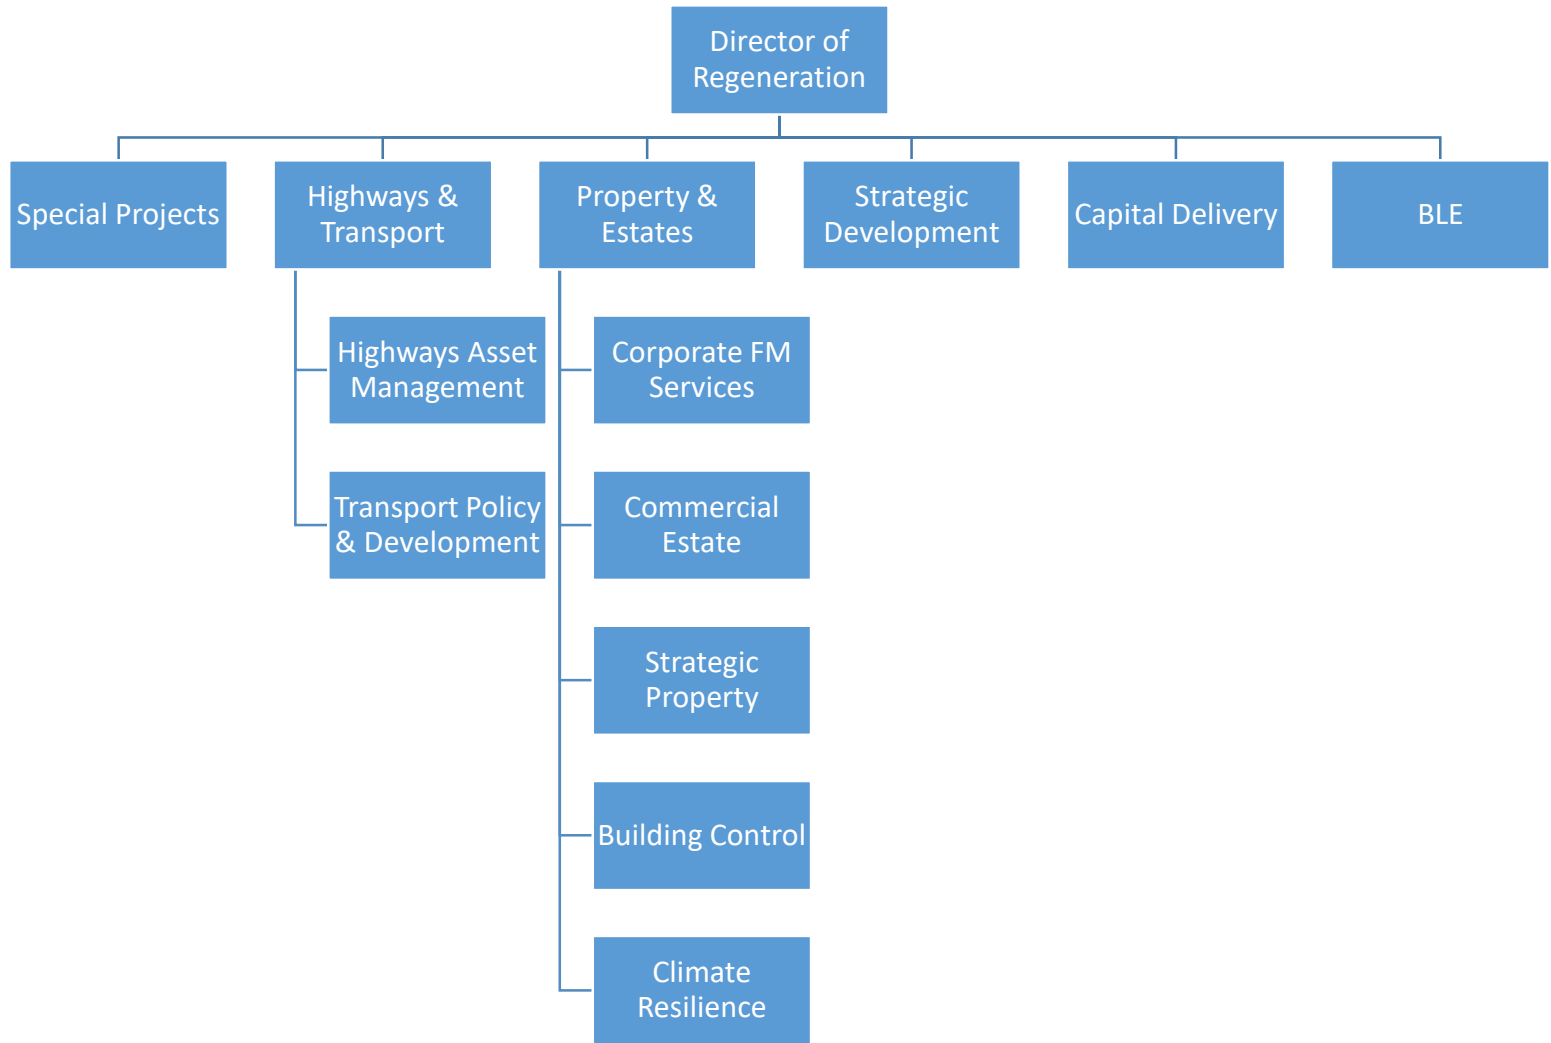 Director of
Regeneration
Special Projects
Highways &
Transport
Property &
Estates
Strategic
Development
Capital Delivery
BLE
Highways Asset
Management
Transport Policy
& Development
Corporate FM
Services
Commercial
Estate
Strategic
Property
Building Control
Climate
Resilience